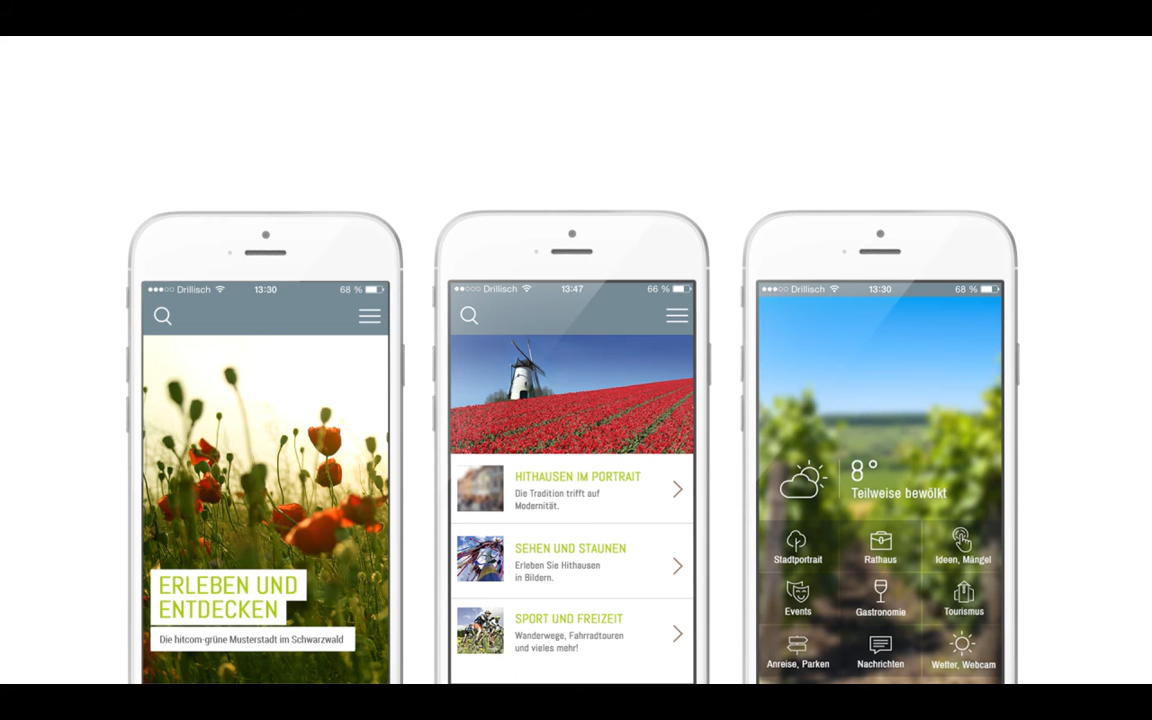 Drillisch 13:30 68 %
ERLEBEN UND
ENTDECKEN
Die hitcom-grüne Musterstadt im Schwarzwald
Drillisch 13:47 66 %
HITHAUSEN IM PORTRAIT
Die Tradition trifft auf
Modernität.
SEHEN UND STAUNEN
Erleben Sie Hithausen
in Bildern.
SPORT UND FREIZEIT
Wanderwege, Fahrradtouren
und vieles mehr!
Drillisch 13:30 68 %
8°
Teilweise bewölkt
Stadtportrait Rathaus Ideen, Mängel
Events Gastronomie Tourismus
Anreise, Parken Nachrichten Wetter, Webcam